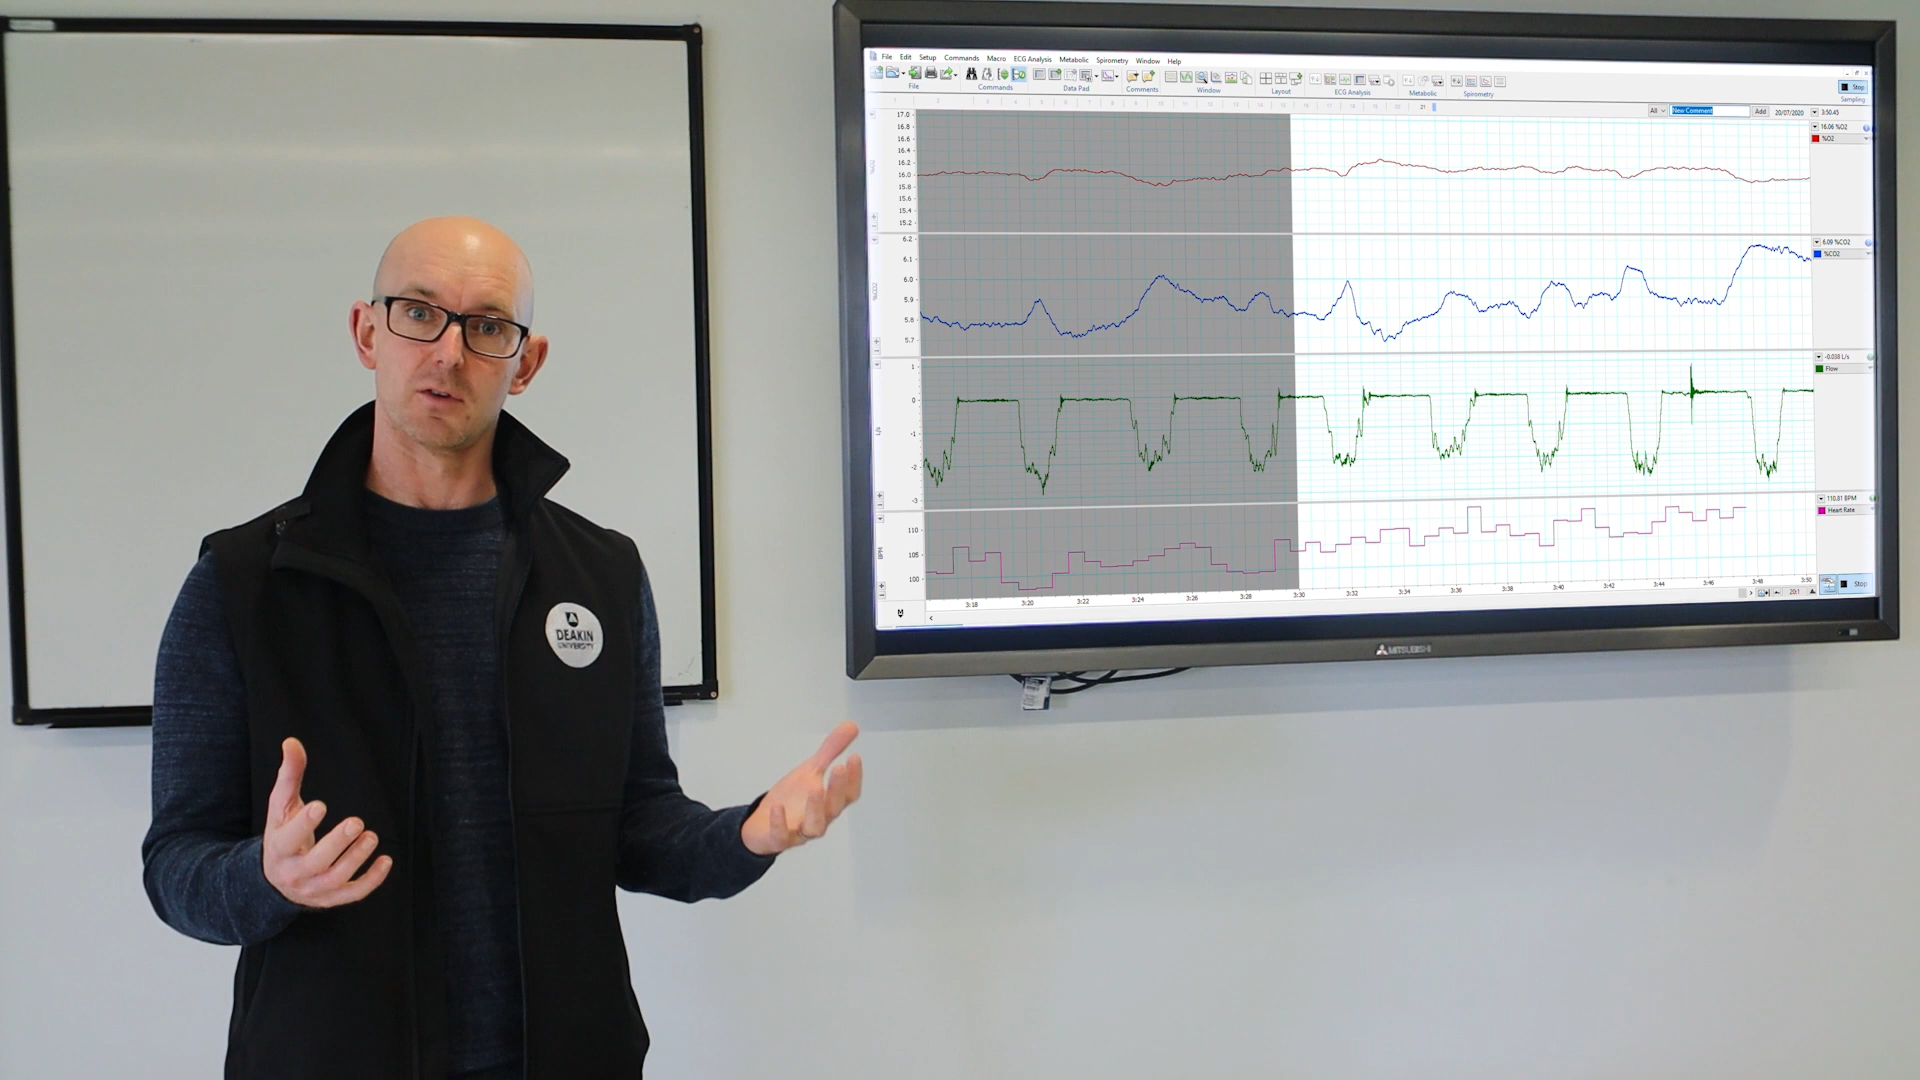 File Edit Setup Commands Macro ECG Analysis Metabolic Spirometry Window Help
File Commands Data Pad Comments Window Layout ECG Analysis Metabolic Spirometry
Stop
Sampling
21
All New Comment Add 20/07/2020 3:50.45
17.0
16.8
16.6
16.4
16.2
16.0
15.8
15.6
15.4
15.2
%O2
16.06 %O2
%O2
6.2
6.1
6.0
5.9
5.8
5.7
%CO2
6.09 %CO2
%CO2
1
0
-1
-2
-3
L/s
-0.038 L/s
Flow
110
105
100
BPM
110.81 BPM
Heart Rate
3:18 3:20 3:22 3:24 3:26 3:28 3:30 3:32 3:34 3:36 3:38 3:40 3:42 3:44 3:46 3:48 3:50
20:1
Stop
MITSUBISHI
DEAKIN
UNIVERSITY